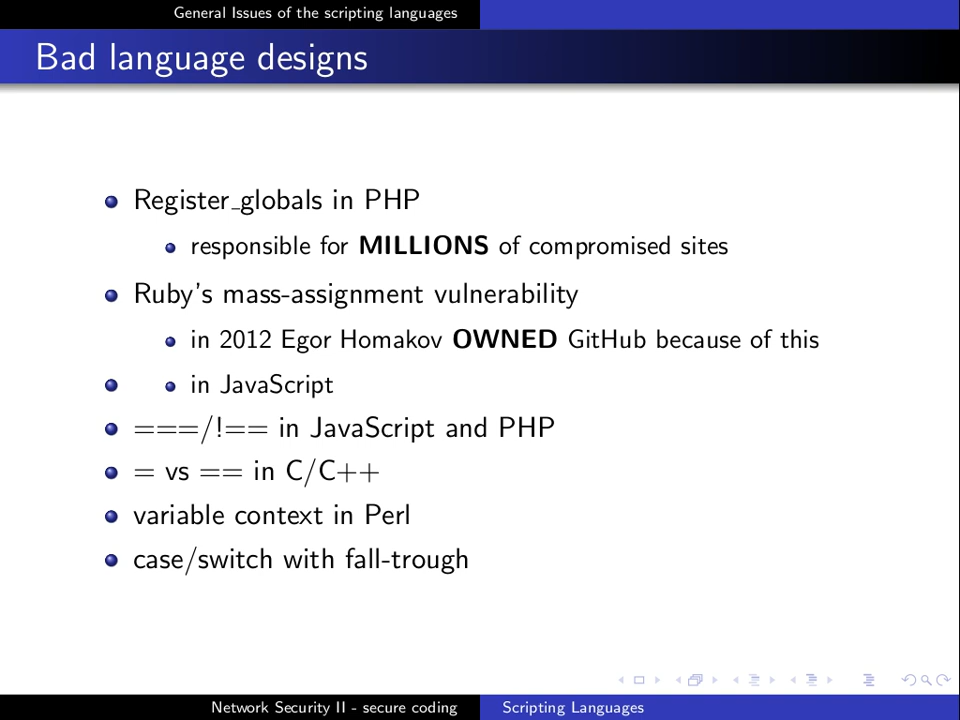 General Issues of the scripting languages
Bad language designs
Register_globals in PHP
responsible for MILLIONS of compromised sites
Ruby's mass-assignment vulnerability
in 2012 Egor Homakov OWNED GitHub because of this
in JavaScript
===/!== in JavaScript and PHP
= vs == in C/C++
variable context in Perl
case/switch with fall-trough
Network Security II - secure coding
Scripting Languages